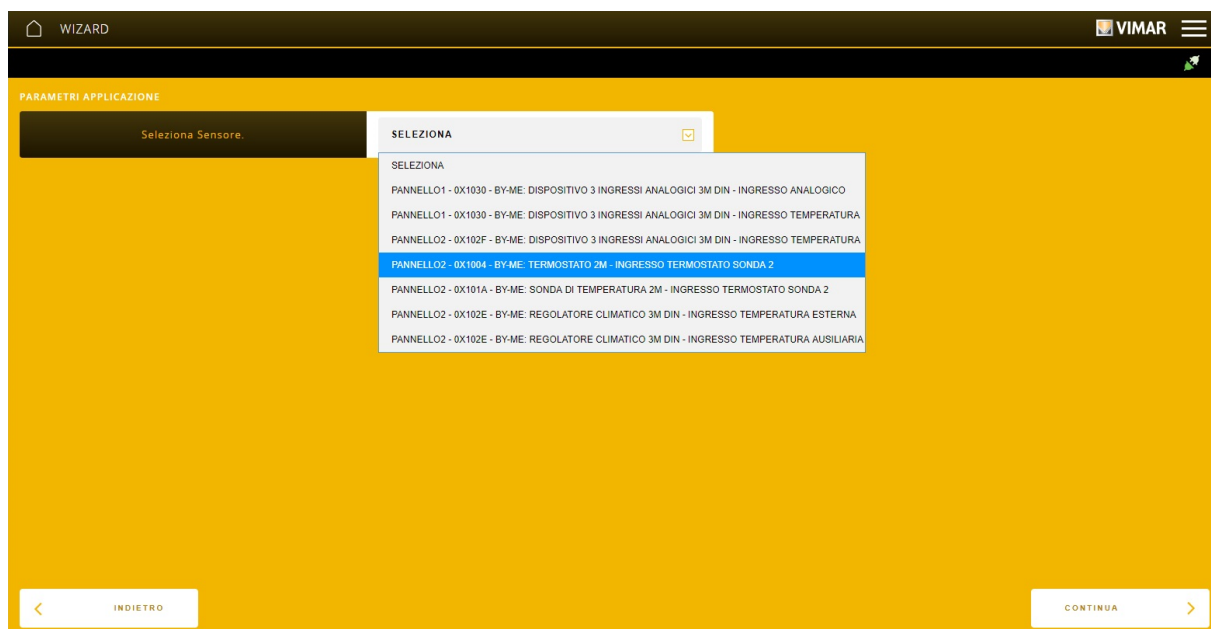 WIZARD
VIMAR
PARAMETRI APPLICAZIONE
Seleziona Sensore.
SELEZIONA
SELEZIONA
PANNELLO1 - 0X1030 - BY-ME: DISPOSITIVO 3 INGRESSI ANALOGICI 3M DIN - INGRESSO ANALOGICO
PANNELLO1 - 0X1030 - BY-ME: DISPOSITIVO 3 INGRESSI ANALOGICI 3M DIN - INGRESSO TEMPERATURA
PANNELLO2 - 0X102F - BY-ME: DISPOSITIVO 3 INGRESSI ANALOGICI 3M DIN - INGRESSO TEMPERATURA
PANNELLO2 - 0X1004 - BY-ME: TERMOSTATO 2M - INGRESSO TERMOSTATO SONDA 2
PANNELLO2 - 0X101A - BY-ME: SONDA DI TEMPERATURA 2M - INGRESSO TERMOSTATO SONDA 2
PANNELLO2 - 0X102E - BY-ME: REGOLATORE CLIMATICO 3M DIN - INGRESSO TEMPERATURA ESTERNA
PANNELLO2 - 0X102E - BY-ME: REGOLATORE CLIMATICO 3M DIN - INGRESSO TEMPERATURA AUSILIARIA
INDIETRO
CONTINUA